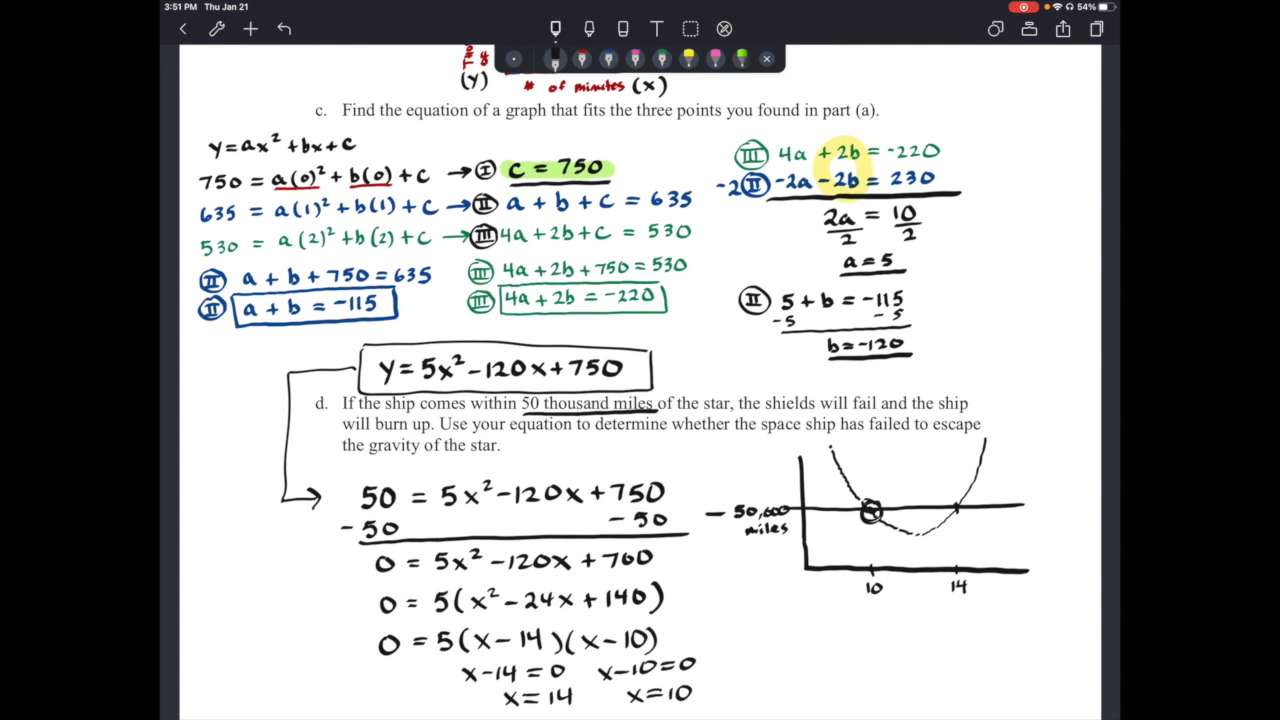 3:51 PM Thu Jan 21
54%
T
(y)
# of minutes (x)
c. Find the equation of a graph that fits the three points you found in part (a).
y=ax²+bx+c
750 = a(0)²+b(0)+c → Ⓘ c = 750
635 = a(1)²+b(1)+c → Ⅱ a+b+c = 635
530 = a(2)²+b(2)+c → Ⅲ 4a+2b+c = 530
Ⅱ a+b+750=635
Ⅱ a+b=-115
Ⅲ 4a+2b+750=530
Ⅲ 4a+2b=-220
Ⅲ 4a+2b=-220
-2Ⅱ -2a-2b=230
2a = 10
2 2
a=5
Ⅱ 5+b=-115
-5 -5
b=-120
y=5x²-120x+750
d. If the ship comes within 50 thousand miles of the star, the shields will fail and the ship
will burn up. Use your equation to determine whether the space ship has failed to escape
the gravity of the star.
50 = 5x²-120x+750
-50 -50
0 = 5x²-120x+700
0 = 5(x²-24x+140)
0 = 5(x-14)(x-10)
x-14=0 x-10=0
x=14 x=10
50,000
miles
10 14